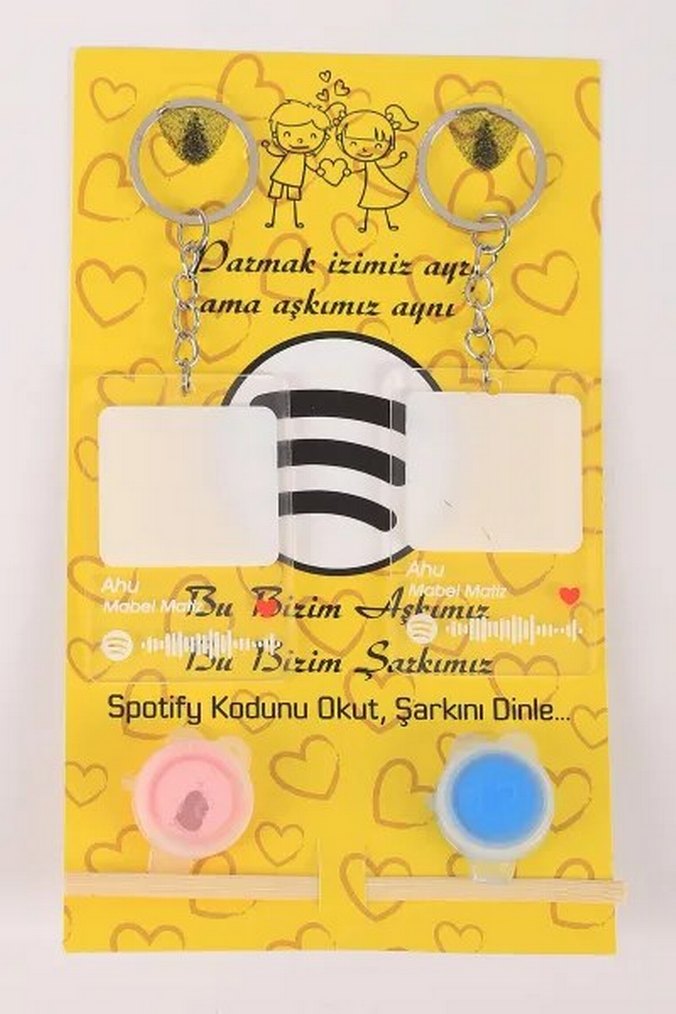 Parmak izimiz ayrı
ama aşkımız aynı
Ahu
Mabel Matiz
Ahu
Mabel Matiz
Bu Bizim Aşkımız
Bu Bizim Şarkımız
Spotify Kodunu Okut, Şarkını Dinle...